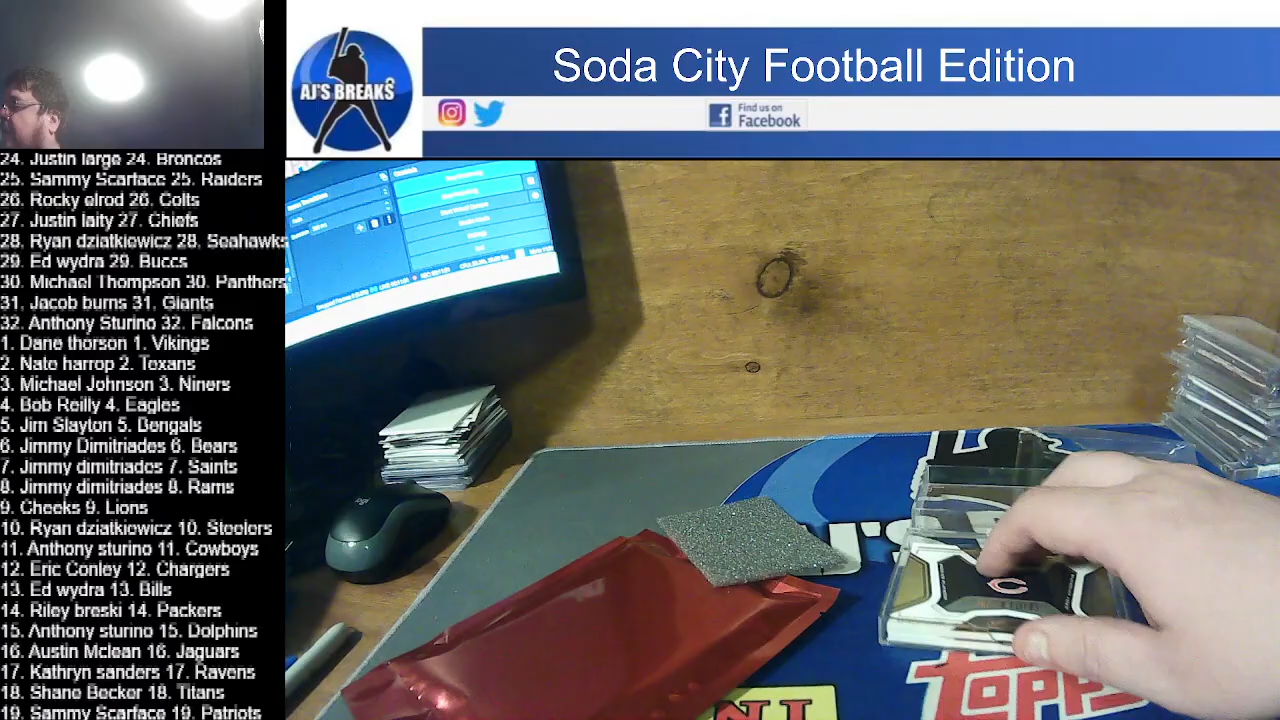 Soda City Football Edition
AJ'S BREAKS
Find us on
Facebook
24. Justin large 24. Broncos
25. Sammy Scarface 25. Raiders
26. Rocky elrod 26. Colts
27. Justin laity 27. Chiefs
28. Ryan dziatkiewicz 28. Seahawks
29. Ed wydra 29. Buccs
30. Michael Thompson 30. Panthers
31. Jacob burns 31. Giants
32. Anthony Sturino 32. Falcons
1. Dane thorson 1. Vikings
2. Nate harrop 2. Texans
3. Michael Johnson 3. Niners
4. Bob Reilly 4. Eagles
5. Jim Slayton 5. Bengals
6. Jimmy Dimitriades 6. Bears
7. Jimmy dimitriades 7. Saints
8. Jimmy dimitriades 8. Rams
9. Cheeks 9. Lions
10. Ryan dziatkiewicz 10. Steelers
11. Anthony sturino 11. Cowboys
12. Eric Conley 12. Chargers
13. Ed wydra 13. Bills
14. Riley breski 14. Packers
15. Anthony sturino 15. Dolphins
16. Austin Mclean 16. Jaguars
17. Kathryn sanders 17. Ravens
18. Shane Becker 18. Titans
19. Sammy Scarface 19. Patriots
TOPPS